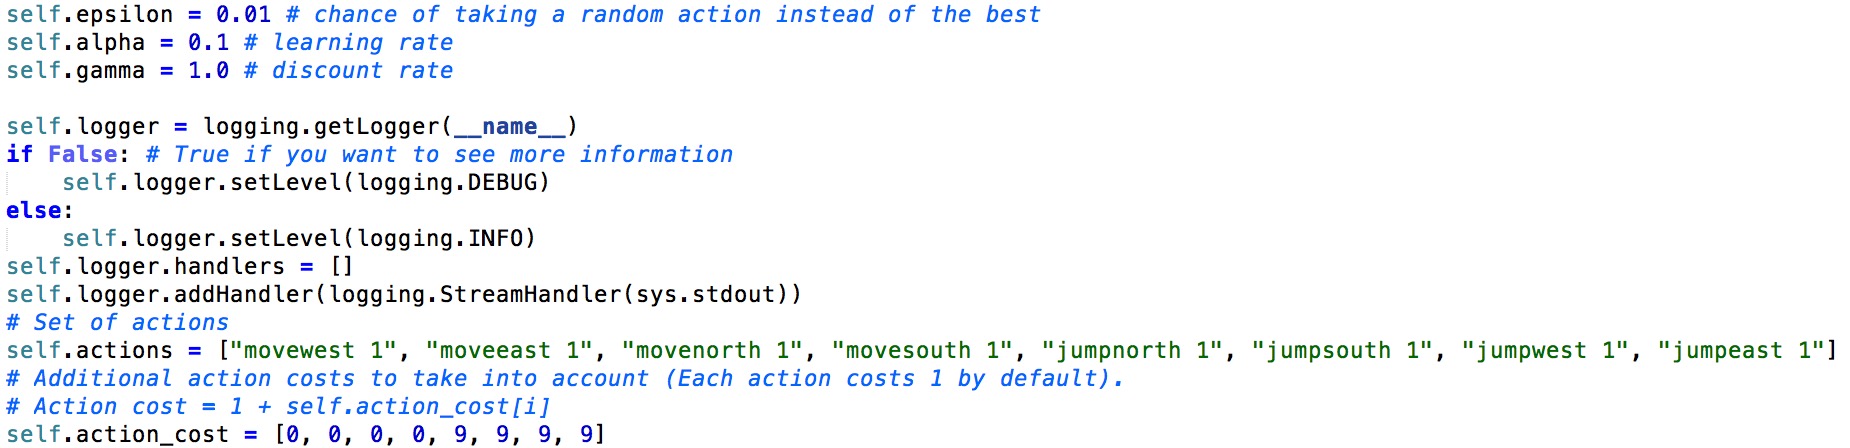 self.epsilon = 0.01 # chance of taking a random action instead of the best
self.alpha = 0.1 # learning rate
self.gamma = 1.0 # discount rate

self.logger = logging.getLogger(__name__)
if False: # True if you want to see more information
    self.logger.setLevel(logging.DEBUG)
else:
    self.logger.setLevel(logging.INFO)
self.logger.handlers = []
self.logger.addHandler(logging.StreamHandler(sys.stdout))
# Set of actions
self.actions = ["movewest 1", "moveeast 1", "movenorth 1", "movesouth 1", "jumpnorth 1", "jumpsouth 1", "jumpwest 1", "jumpeast 1"]
# Additional action costs to take into account (Each action costs 1 by default).
# Action cost = 1 + self.action_cost[i]
self.action_cost = [0, 0, 0, 0, 9, 9, 9, 9]